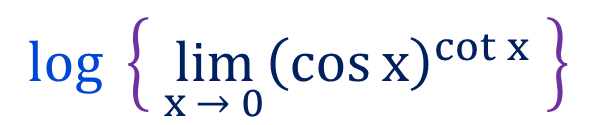 log { lim (cos x)^cot x }
x → 0